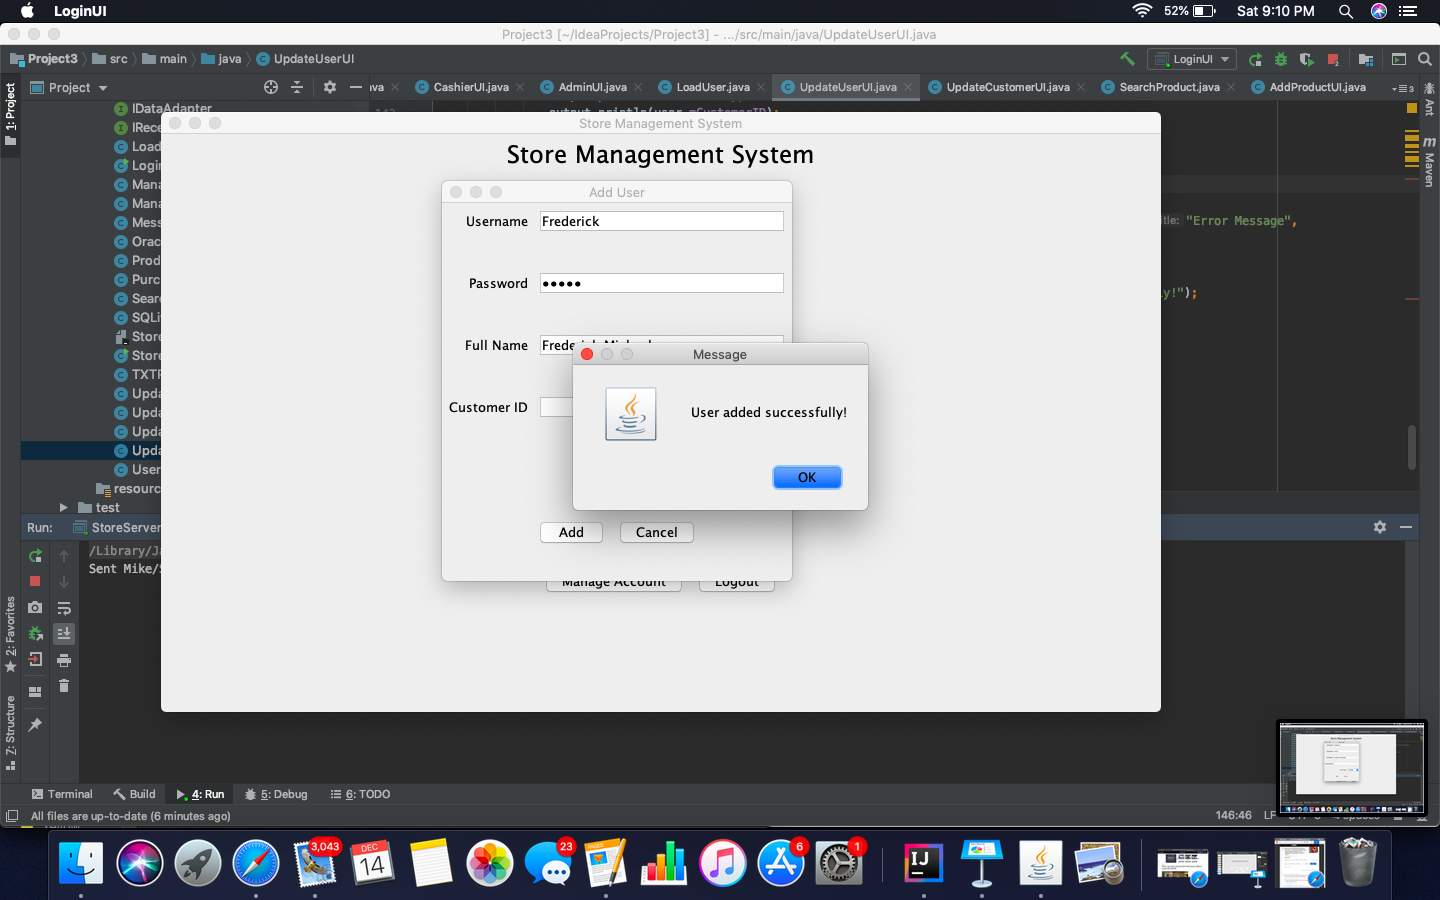 LoginUI
52%
Sat 9:10 PM
Project3 [~/IdeaProjects/Project3] - .../src/main/java/UpdateUserUI.java
Project3
src
main
java
UpdateUserUI
LoginUI
Project
CashierUI.java
AdminUI.java
LoadUser.java
UpdateUserUI.java
UpdateCustomerUI.java
SearchProduct.java
AddProductUI.java
1: Project
Ant
Maven
IDataAdapter
IRece
Load
Login
Mana
Mana
Mess
Orac
Prod
Purc
Sear
SQLi
Store
Store
TXTR
Upda
Upda
Upda
Upda
User
resourc
test
Store Management System
Store Management System
Add User
Username
Frederick
Password
•••••
Full Name
Customer ID
Message
User added successfully!
OK
Add
Cancel
Manage Account
Logout
title: "Error Message",
y!");
Run:
StoreServer
/Library/Ja
Sent Mike/S
2: Favorites
7: Structure
Terminal
Build
4: Run
5: Debug
6: TODO
All files are up-to-date (6 minutes ago)
146:46
LF
3,043
DEC
14
23
PAGES
6
1
IJ